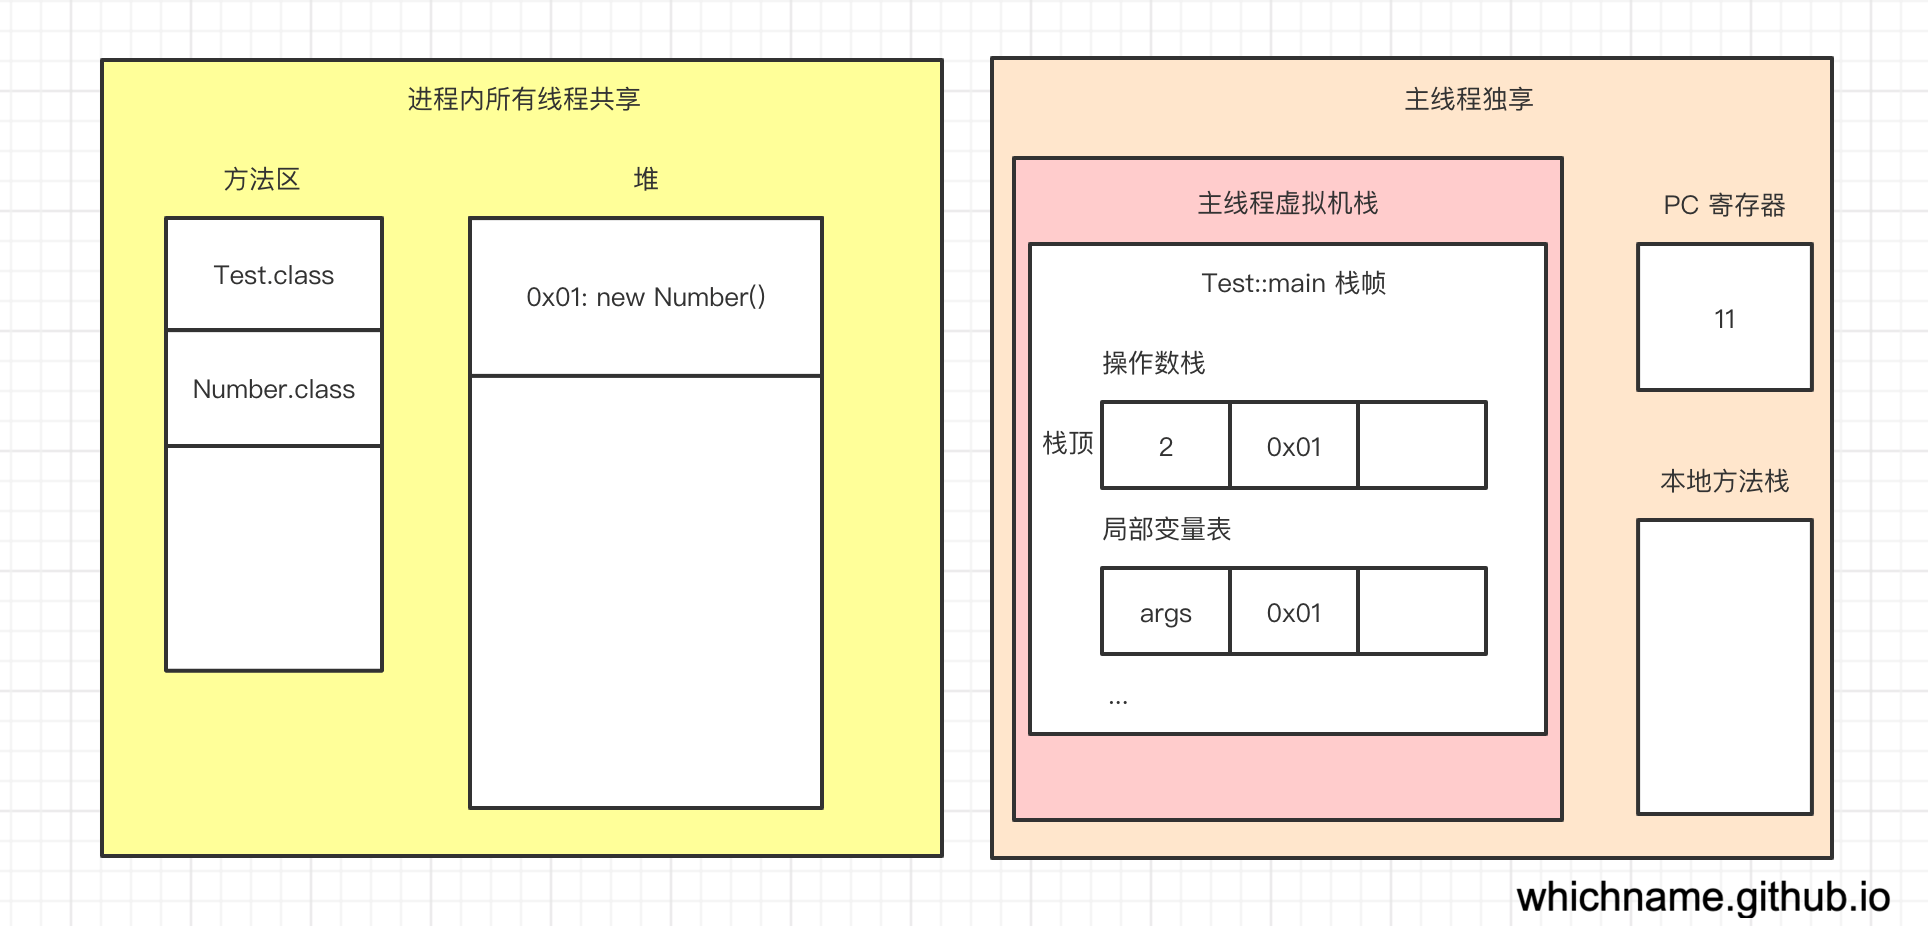 进程内所有线程共享
方法区
堆
Test.class
Number.class
0x01: new Number()
主线程独享
主线程虚拟机栈
Test::main 栈帧
操作数栈
栈顶
2
0x01
局部变量表
args
0x01
...
PC 寄存器
11
本地方法栈
whichname.github.io